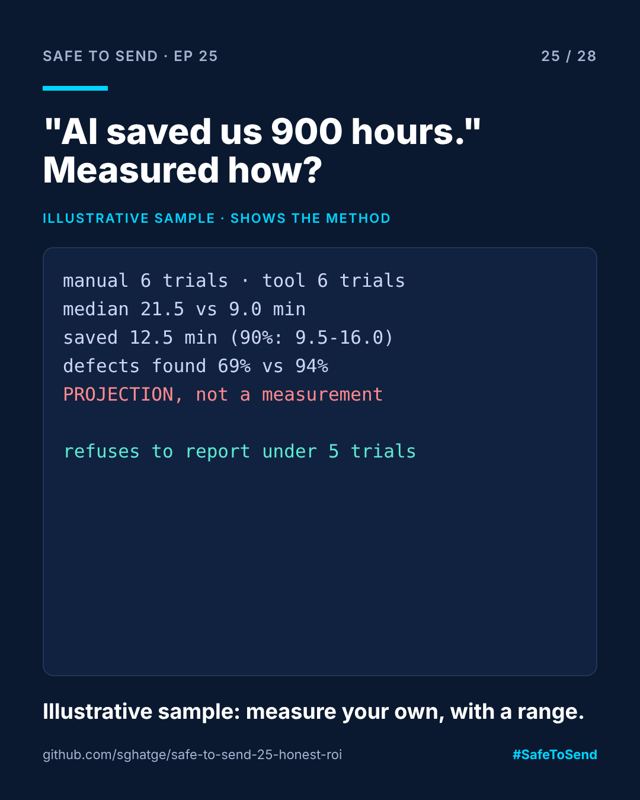 SAFE TO SEND · EP 25
25 / 28
"AI saved us 900 hours."
Measured how?
ILLUSTRATIVE SAMPLE · SHOWS THE METHOD
manual 6 trials · tool 6 trials
median 21.5 vs 9.0 min
saved 12.5 min (90%: 9.5-16.0)
defects found 69% vs 94%
PROJECTION, not a measurement
refuses to report under 5 trials
Illustrative sample: measure your own, with a range.
github.com/sghatge/safe-to-send-25-honest-roi
#SafeToSend